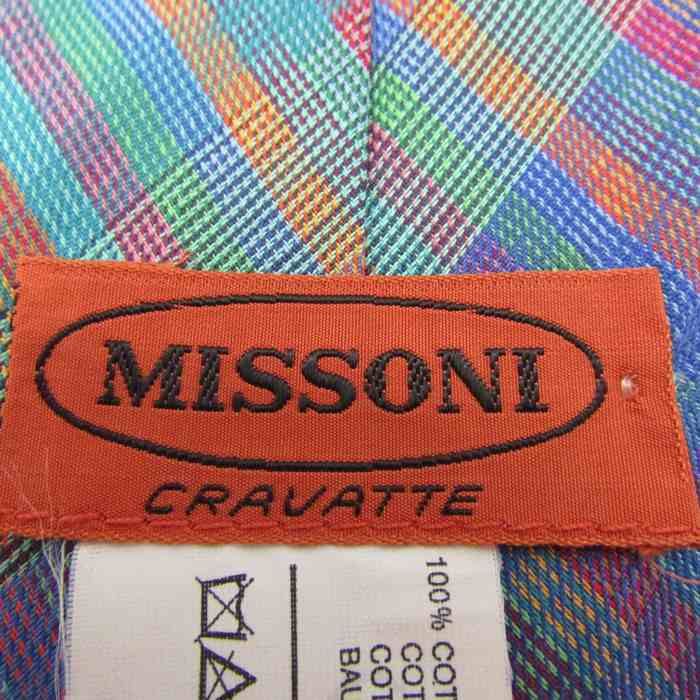 MISSONI
CRAVATTE
100% COT
COT
COT
BAU